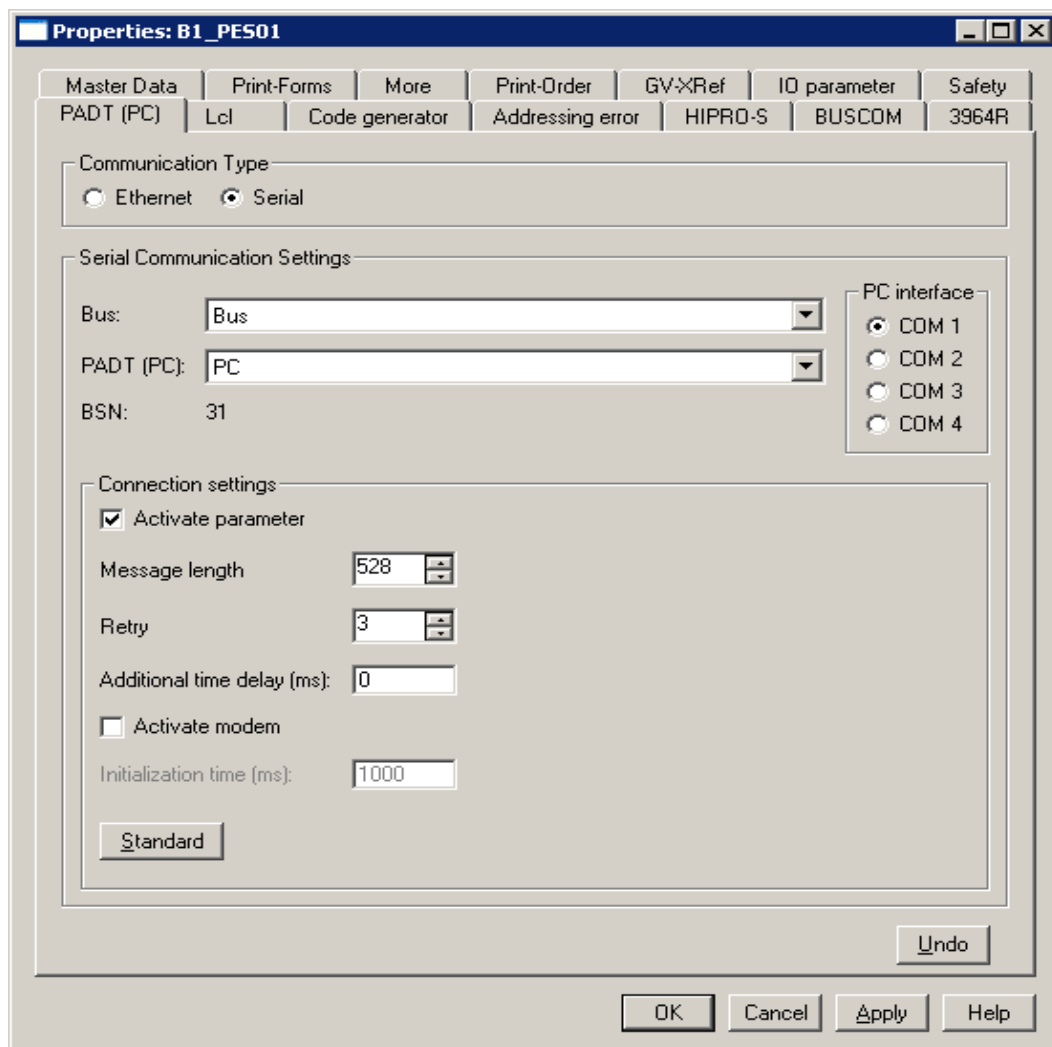 Properties: B1_PES01
Master Data Print-Forms More Print-Order GV-XRef IO parameter Safety
PADT (PC) Lcl Code generator Addressing error HIPRO-S BUSCOM 3964R
Communication Type
Ethernet Serial
Serial Communication Settings
Bus: Bus
PADT (PC): PC
BSN: 31
PC interface
COM 1
COM 2
COM 3
COM 4
Connection settings
Activate parameter
Message length 528
Retry 3
Additional time delay (ms): 0
Activate modem
Initialization time (ms): 1000
Standard
Undo
OK Cancel Apply Help